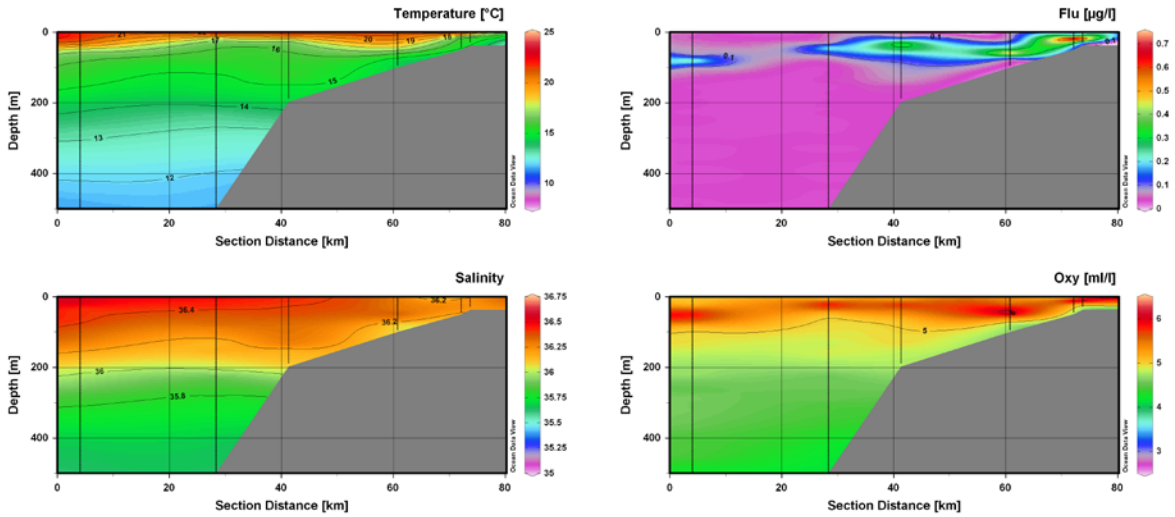 Temperature [°C]
0
200
400
Depth [m]
21
17
16
20
19
18
15
14
13
12
25
20
15
10
Ocean Data View
0 20 40 60 80
Section Distance [km]
Flu [µg/l]
0
200
400
Depth [m]
0.1
0.1
0.1
0.7
0.6
0.5
0.4
0.3
0.2
0.1
0
Ocean Data View
0 20 40 60 80
Section Distance [km]
Salinity
0
200
400
Depth [m]
36.4
36.2
36.2
36
35.8
36.75
36.5
36.25
36
35.75
35.5
35.25
35
Ocean Data View
0 20 40 60 80
Section Distance [km]
Oxy [ml/l]
0
200
400
Depth [m]
5
6
5
4
3
Ocean Data View
0 20 40 60 80
Section Distance [km]